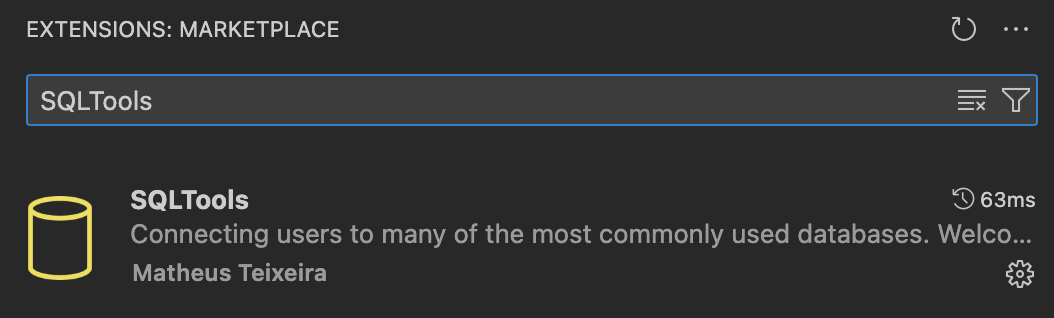 EXTENSIONS: MARKETPLACE
SQLTools
SQLTools 63ms
Connecting users to many of the most commonly used databases. Welco...
Matheus Teixeira